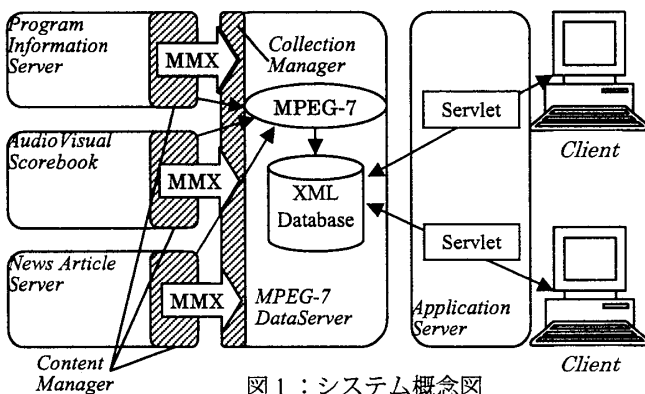 Program
Information
Server
MMX
Collection
Manager
MPEG-7
AudioVisual
Scorebook
MMX
XML
Database
News Article
Server
MMX
MPEG-7
DataServer
Content
Manager
Servlet
Servlet
Application
Server
Client
Client
図1：システム概念図